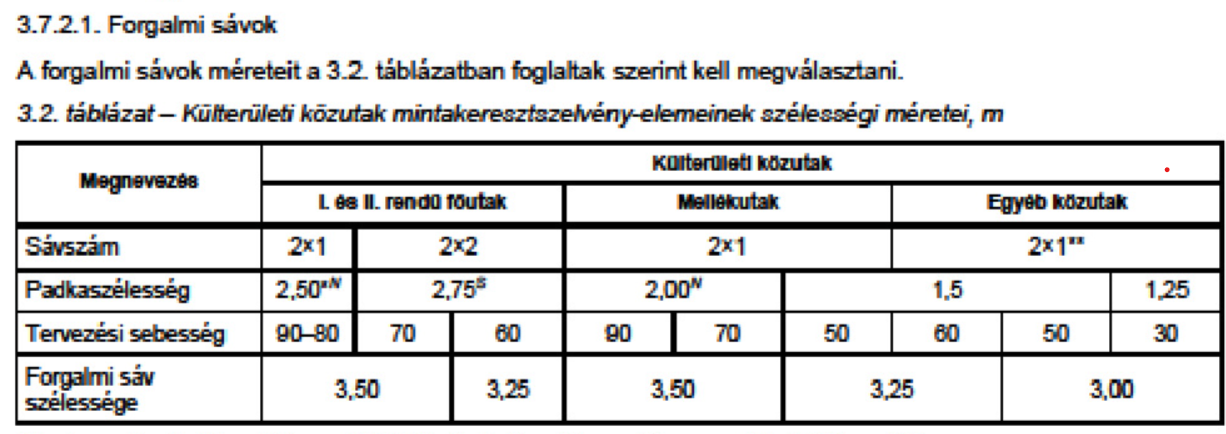 3.7.2.1. Forgalmi sávok
A forgalmi sávok méreteit a 3.2. táblázatban foglaltak szerint kell megválasztani.
3.2. táblázat – Külterületi közutak mintakeresztszelvény-elemeinek szélességi méretei, m
Megnevezés Külterületi közutak
I. és II. rendű főutak Mellékutak Egyéb közutak
Sávszám 2×1 2×2 2×1 2×1**
Padkaszélesség 2,50*N 2,75S 2,00N 1,5 1,25
Tervezési sebesség 90–80 70 60 90 70 50 60 50 30
Forgalmi sáv
szélessége 3,50 3,25 3,50 3,25 3,00